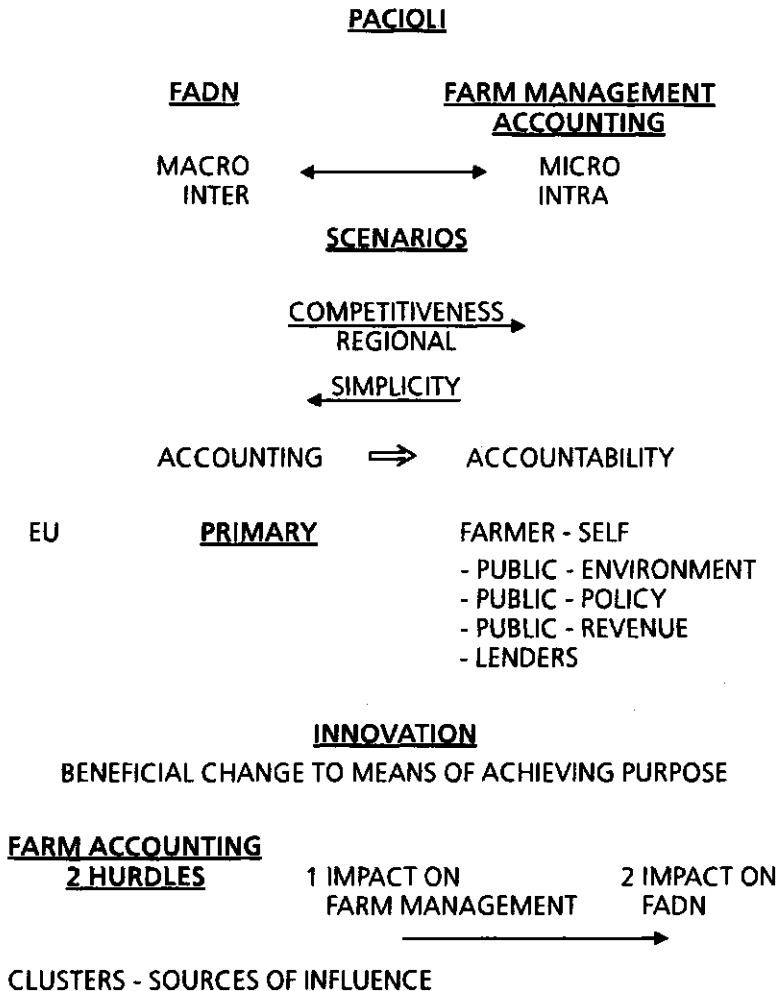 PACIOLI
FADN FARM MANAGEMENT
ACCOUNTING
MACRO MICRO
INTER INTRA
SCENARIOS
COMPETITIVENESS
REGIONAL
SIMPLICITY
ACCOUNTING ACCOUNTABILITY
EU PRIMARY FARMER - SELF
- PUBLIC - ENVIRONMENT
- PUBLIC - POLICY
- PUBLIC - REVENUE
- LENDERS
INNOVATION
BENEFICIAL CHANGE TO MEANS OF ACHIEVING PURPOSE
FARM ACCOUNTING
2 HURDLES 1 IMPACT ON 2 IMPACT ON
FARM MANAGEMENT FADN
CLUSTERS - SOURCES OF INFLUENCE